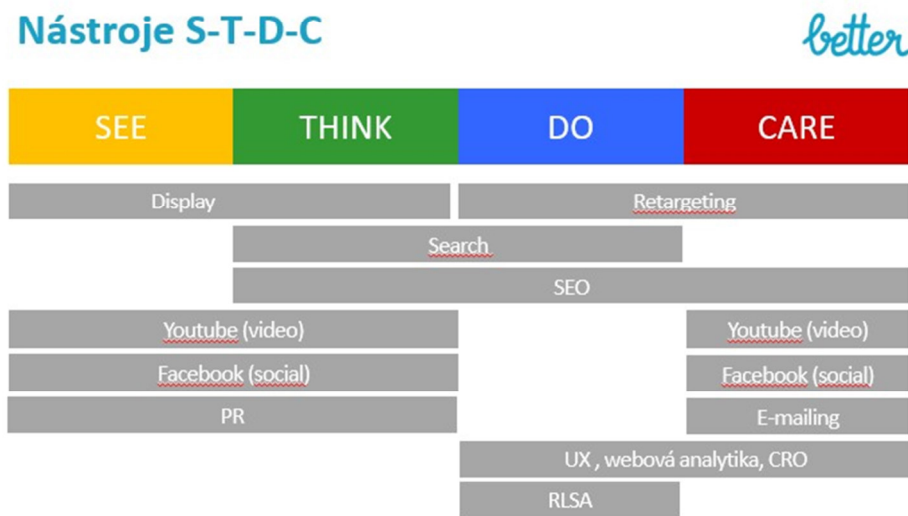 Nástroje S-T-D-C
better
SEE THINK DO CARE
Display Retargeting
Search
SEO
Youtube (video) Youtube (video)
Facebook (social) Facebook (social)
PR E-mailing
UX , webová analytika, CRO
RLSA